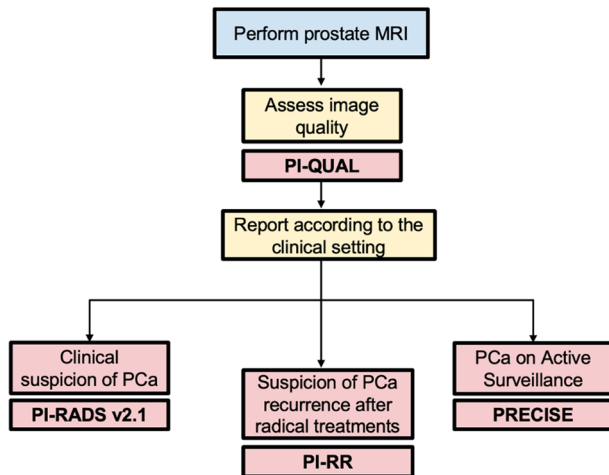 Perform prostate MRI
Assess image
quality
PI-QUAL
Report according to the
clinical setting
Clinical
suspicion of PCa
PI-RADS v2.1
Suspicion of PCa
recurrence after
radical treatments
PI-RR
PCa on Active
Surveillance
PRECISE